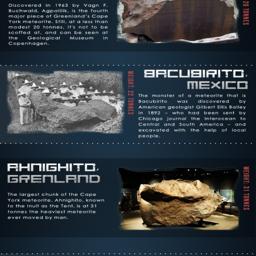 Discovered in 1963 by Vagn F.
Buchwald, Agpalilik, is the fourth
major piece of Greenland's Cape
York meteorite. Still, at a less than
modest 20 tonnes, it's not to be
scoffed at, and can be seen at
the Geological Museum in
Copenhagen.
20 TONNES
WEIGHT: 22 TONNES
BACUBIRITO,
MEXICO
The monster of a meteorite that is
Bacubirito was discovered by
American geologist Gilbert Ellis Bailey
in 1892 - who had been sent by
Chicago journal the Interocean to
Central and South America - and
excavated with the help of local
people.
AHNIGHITO,
GREENLAND
The largest chunk of the Cape
York meteorite, Ahnighito, known
to the Inuit as the Tent, is at 31
tonnes the heaviest meteorite
ever moved by man.
WEIGHT: 31 TONNES